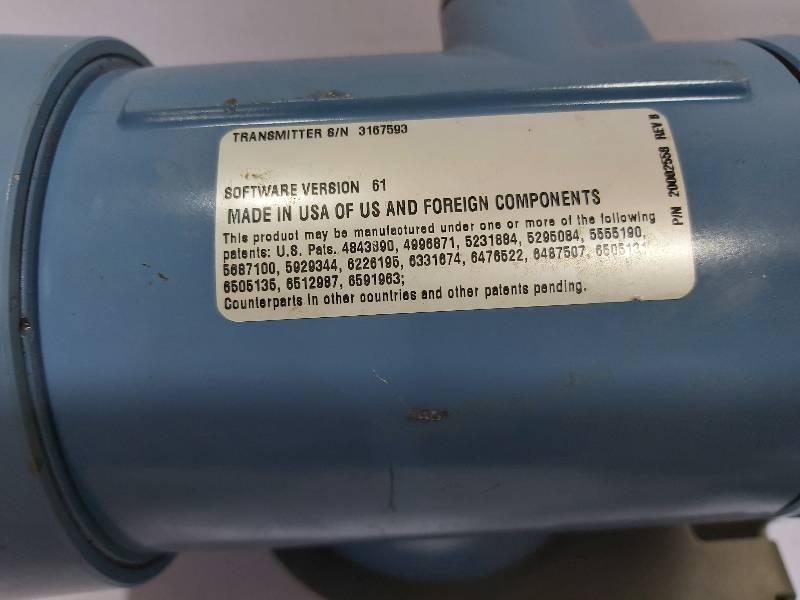 TRANSMITTER S/N 3167593
SOFTWARE VERSION 61
MADE IN USA OF US AND FOREIGN COMPONENTS
This product may be manufactured under one or more of the following
patents: U.S. Pats. 4843890, 4996871, 5231884, 5295084, 5555190,
5687100, 5929344, 6226195, 6331674, 6476522, 6487507, 6505131
6505135, 6512987, 6591963;
Counterparts in other countries and other patents pending.
P/N 20002558 REV B